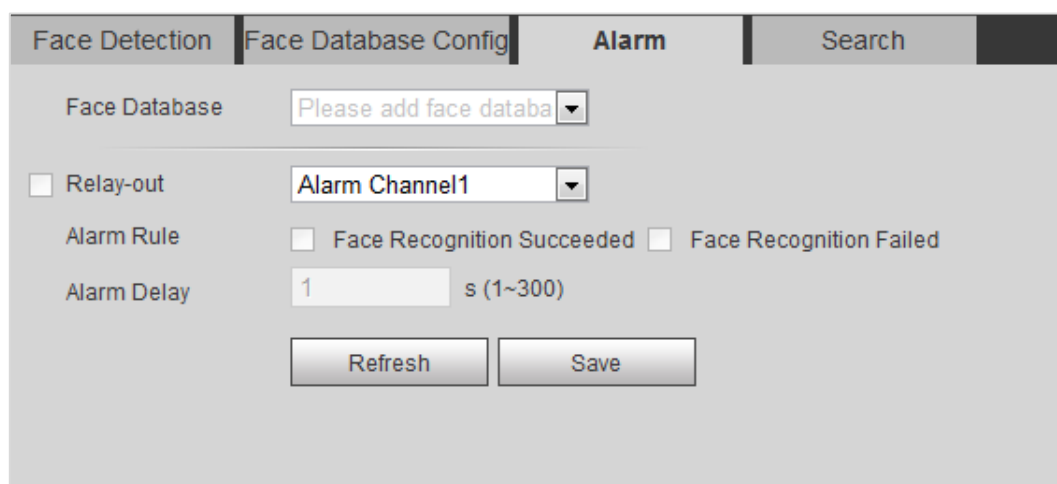 Face Detection Face Database Config Alarm Search
Face Database Please add face databa
Relay-out Alarm Channel1
Alarm Rule Face Recognition Succeeded Face Recognition Failed
Alarm Delay 1 s (1~300)
Refresh Save